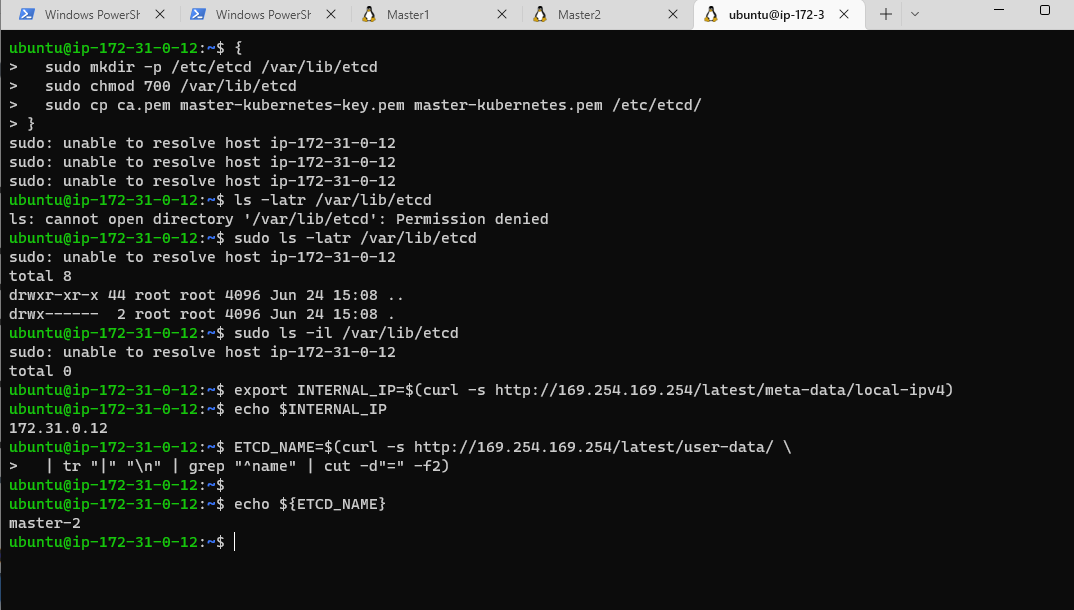 Windows PowerSh
Windows PowerSh
Master1
Master2
ubuntu@ip-172-3
ubuntu@ip-172-31-0-12:~$ {
>   sudo mkdir -p /etc/etcd /var/lib/etcd
>   sudo chmod 700 /var/lib/etcd
>   sudo cp ca.pem master-kubernetes-key.pem master-kubernetes.pem /etc/etcd/
> }
sudo: unable to resolve host ip-172-31-0-12
sudo: unable to resolve host ip-172-31-0-12
sudo: unable to resolve host ip-172-31-0-12
ubuntu@ip-172-31-0-12:~$ ls -latr /var/lib/etcd
ls: cannot open directory '/var/lib/etcd': Permission denied
ubuntu@ip-172-31-0-12:~$ sudo ls -latr /var/lib/etcd
sudo: unable to resolve host ip-172-31-0-12
total 8
drwxr-xr-x 44 root root 4096 Jun 24 15:08 ..
drwx------  2 root root 4096 Jun 24 15:08 .
ubuntu@ip-172-31-0-12:~$ sudo ls -il /var/lib/etcd
sudo: unable to resolve host ip-172-31-0-12
total 0
ubuntu@ip-172-31-0-12:~$ export INTERNAL_IP=$(curl -s http://169.254.169.254/latest/meta-data/local-ipv4)
ubuntu@ip-172-31-0-12:~$ echo $INTERNAL_IP
172.31.0.12
ubuntu@ip-172-31-0-12:~$ ETCD_NAME=$(curl -s http://169.254.169.254/latest/user-data/ \
>   | tr "|" "\n" | grep "^name" | cut -d"=" -f2)
ubuntu@ip-172-31-0-12:~$
ubuntu@ip-172-31-0-12:~$ echo ${ETCD_NAME}
master-2
ubuntu@ip-172-31-0-12:~$